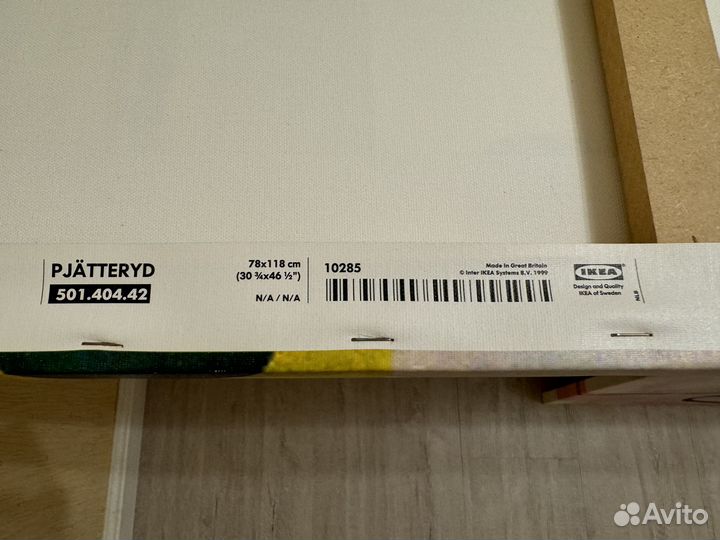 PJÄTTERYD
501.404.42
78x118 cm
(30 ¾x46 ½")
N/A / N/A
10285
Made in Great Britain
© Inter IKEA Systems B.V. 1999
IKEA
Design and Quality
IKEA of Sweden
Avito